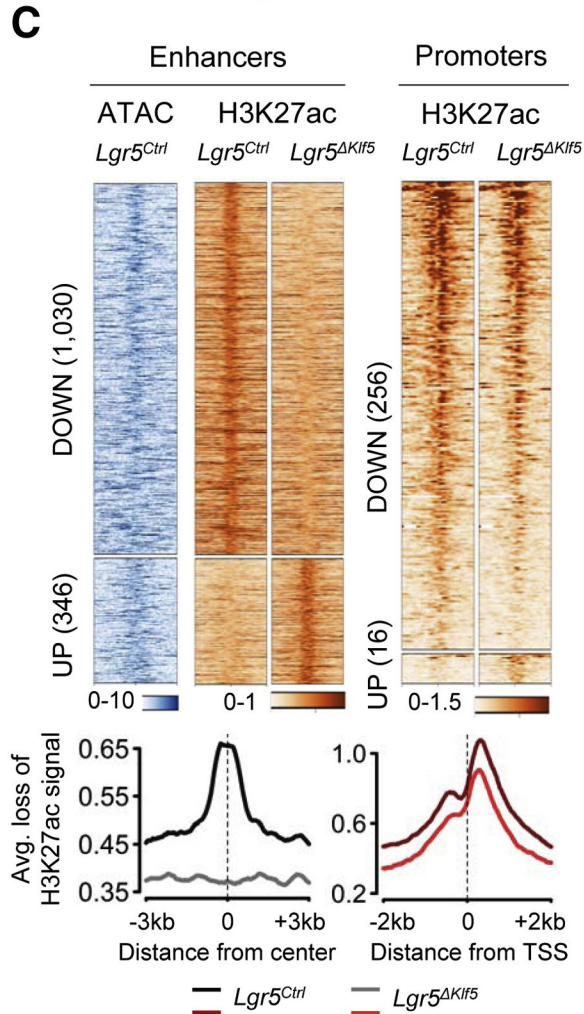 C
Enhancers
Promoters
ATAC
H3K27ac
H3K27ac
Lgr5Ctrl
Lgr5Ctrl
Lgr5ΔKlf5
Lgr5Ctrl
Lgr5ΔKlf5
DOWN (1,030)
UP (346)
DOWN (256)
UP (16)
0-10
0-1
0-1.5
Avg. loss of
H3K27ac signal
0.65
0.55
0.45
0.35
-3kb
0
+3kb
Distance from center
1.0
0.6
0.2
-2kb
0
+2kb
Distance from TSS
Lgr5Ctrl
Lgr5ΔKlf5